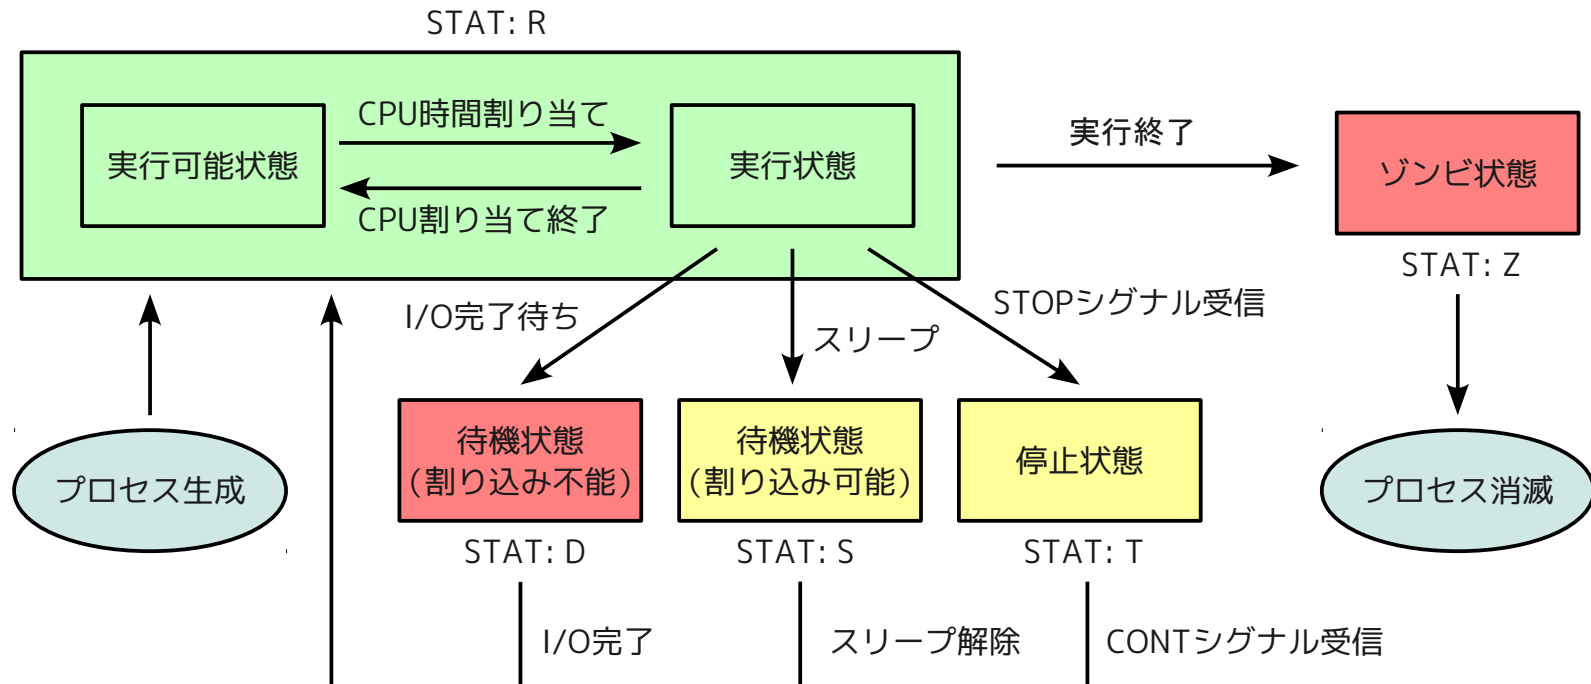 STAT: R
CPU時間割り当て
実行可能状態
実行状態
CPU割り当て終了
実行終了
ゾンビ状態
STAT: Z
I/O完了待ち
スリープ
STOPシグナル受信
プロセス生成
待機状態
(割り込み不能)
STAT: D
待機状態
(割り込み可能)
STAT: S
停止状態
STAT: T
プロセス消滅
I/O完了
スリープ解除
CONTシグナル受信